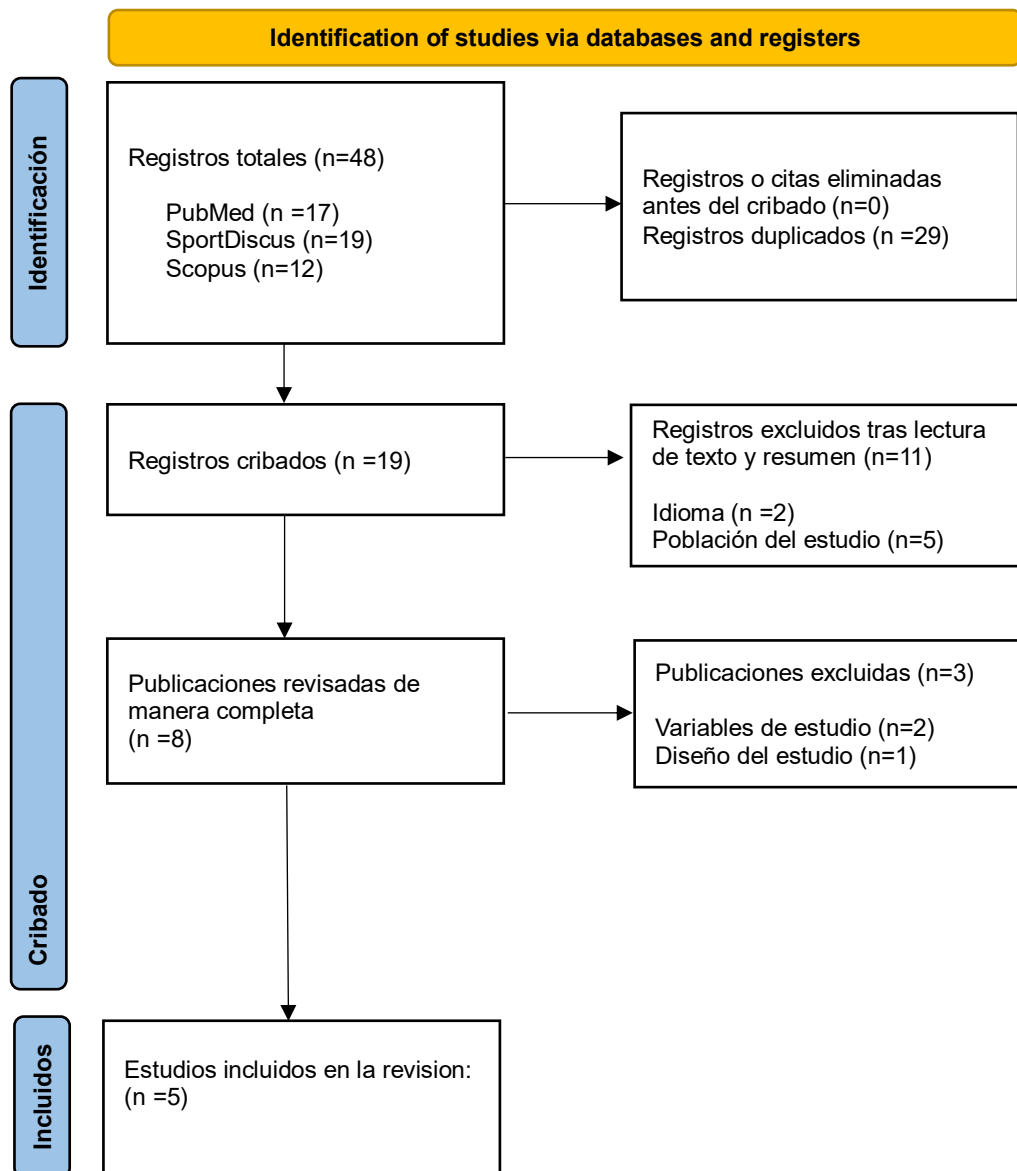 Identification of studies via databases and registers
Identificación
Registros totales (n=48)
PubMed (n =17)
SportDiscus (n=19)
Scopus (n=12)
Registros o citas eliminadas
antes del cribado (n=0)
Registros duplicados (n =29)
Cribado
Registros cribados (n =19)
Registros excluidos tras lectura
de texto y resumen (n=11)
Idioma (n =2)
Población del estudio (n=5)
Publicaciones revisadas de
manera completa
(n =8)
Publicaciones excluidas (n=3)
Variables de estudio (n=2)
Diseño del estudio (n=1)
Incluidos
Estudios incluidos en la revision:
(n =5)